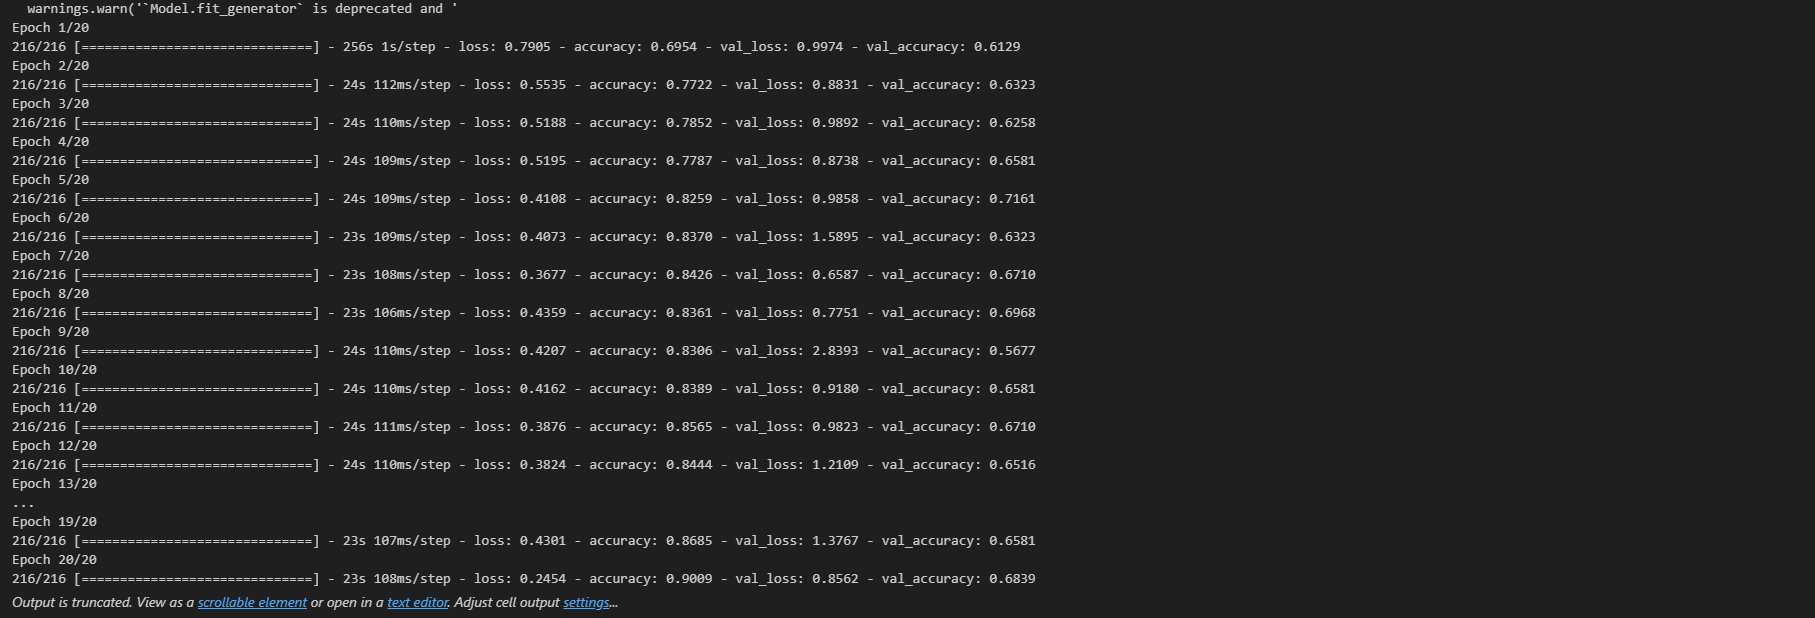 warnings.warn('`Model.fit_generator` is deprecated and '
Epoch 1/20
216/216 [==============================] - 256s 1s/step - loss: 0.7905 - accuracy: 0.6954 - val_loss: 0.9974 - val_accuracy: 0.6129
Epoch 2/20
216/216 [==============================] - 24s 112ms/step - loss: 0.5535 - accuracy: 0.7722 - val_loss: 0.8831 - val_accuracy: 0.6323
Epoch 3/20
216/216 [==============================] - 24s 110ms/step - loss: 0.5188 - accuracy: 0.7852 - val_loss: 0.9892 - val_accuracy: 0.6258
Epoch 4/20
216/216 [==============================] - 24s 109ms/step - loss: 0.5195 - accuracy: 0.7787 - val_loss: 0.8738 - val_accuracy: 0.6581
Epoch 5/20
216/216 [==============================] - 24s 109ms/step - loss: 0.4108 - accuracy: 0.8259 - val_loss: 0.9858 - val_accuracy: 0.7161
Epoch 6/20
216/216 [==============================] - 23s 109ms/step - loss: 0.4073 - accuracy: 0.8370 - val_loss: 1.5895 - val_accuracy: 0.6323
Epoch 7/20
216/216 [==============================] - 23s 108ms/step - loss: 0.3677 - accuracy: 0.8426 - val_loss: 0.6587 - val_accuracy: 0.6710
Epoch 8/20
216/216 [==============================] - 23s 106ms/step - loss: 0.4359 - accuracy: 0.8361 - val_loss: 0.7751 - val_accuracy: 0.6968
Epoch 9/20
216/216 [==============================] - 24s 110ms/step - loss: 0.4207 - accuracy: 0.8306 - val_loss: 2.8393 - val_accuracy: 0.5677
Epoch 10/20
216/216 [==============================] - 24s 110ms/step - loss: 0.4162 - accuracy: 0.8389 - val_loss: 0.9180 - val_accuracy: 0.6581
Epoch 11/20
216/216 [==============================] - 24s 111ms/step - loss: 0.3876 - accuracy: 0.8565 - val_loss: 0.9823 - val_accuracy: 0.6710
Epoch 12/20
216/216 [==============================] - 24s 110ms/step - loss: 0.3824 - accuracy: 0.8444 - val_loss: 1.2109 - val_accuracy: 0.6516
Epoch 13/20
...
Epoch 19/20
216/216 [==============================] - 23s 107ms/step - loss: 0.4301 - accuracy: 0.8685 - val_loss: 1.3767 - val_accuracy: 0.6581
Epoch 20/20
216/216 [==============================] - 23s 108ms/step - loss: 0.2454 - accuracy: 0.9009 - val_loss: 0.8562 - val_accuracy: 0.6839
Output is truncated. View as a scrollable element or open in a text editor. Adjust cell output settings...